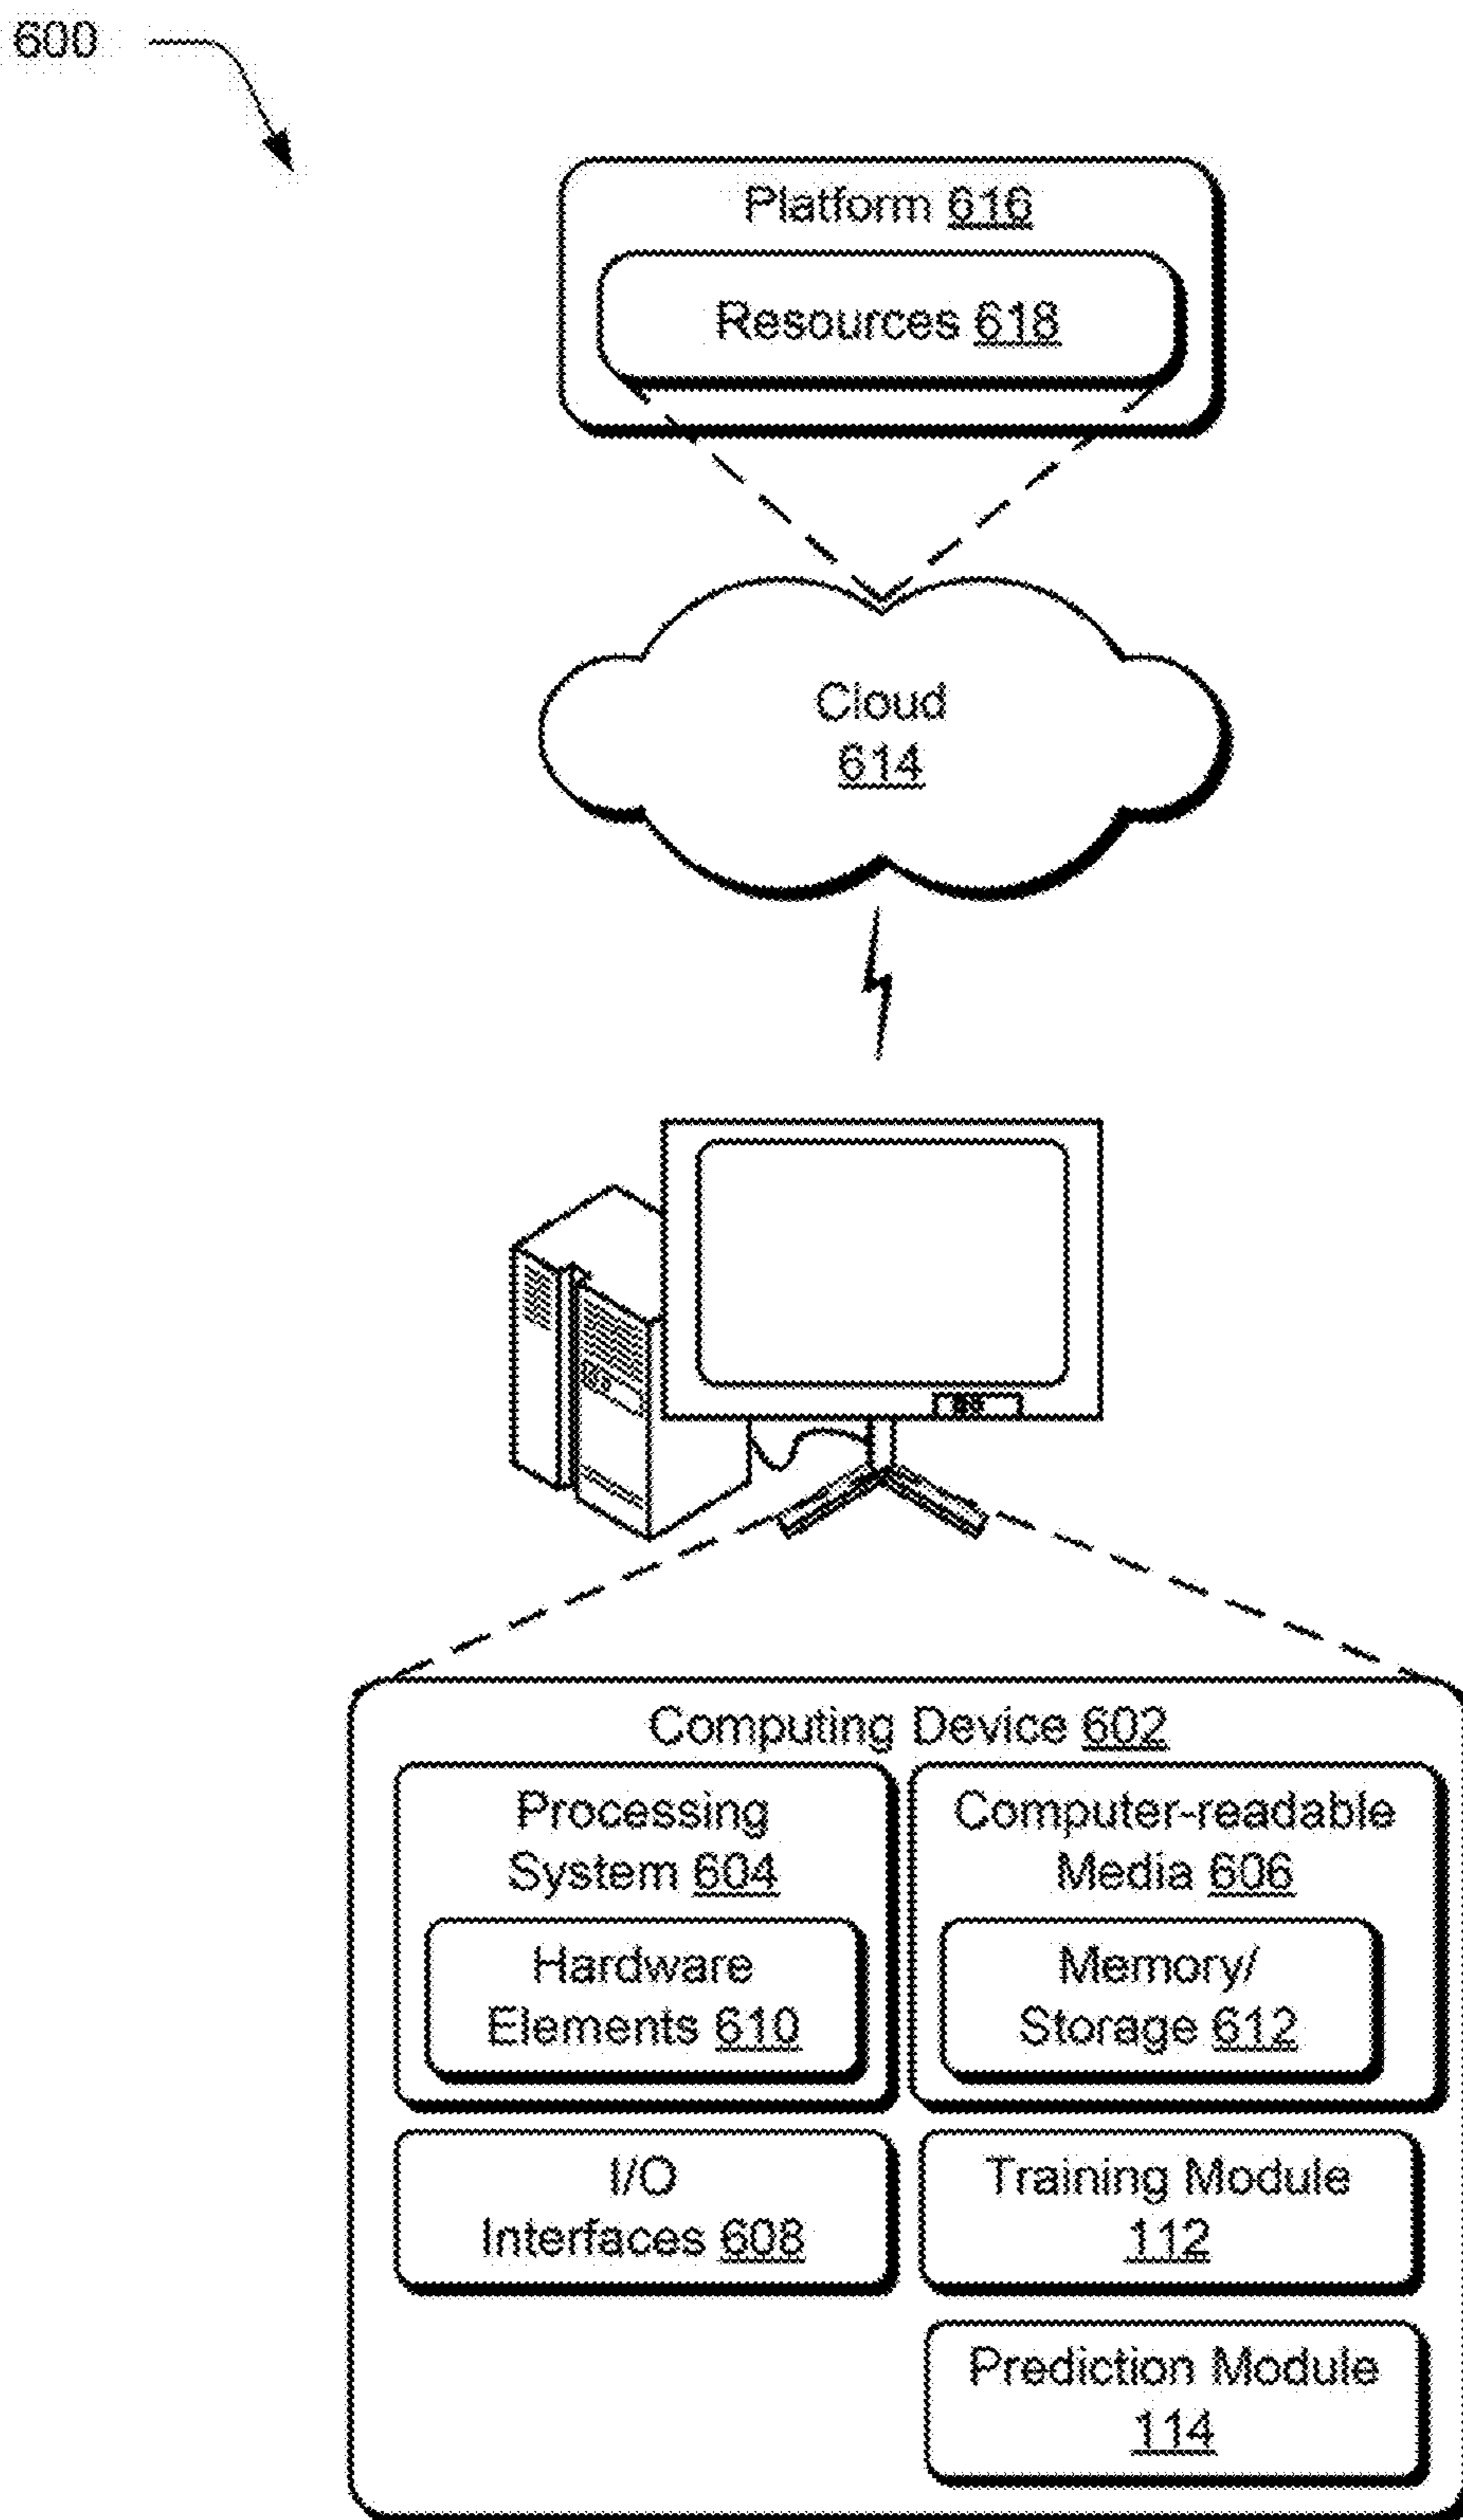 600
Platform 616
Resources 618
Cloud
614
Computing Device 602
Processing
System 604
Hardware
Elements 610
Computer-readable
Media 606
Memory/
Storage 612
I/O
Interfaces 608
Training Module
112
Prediction Module
114